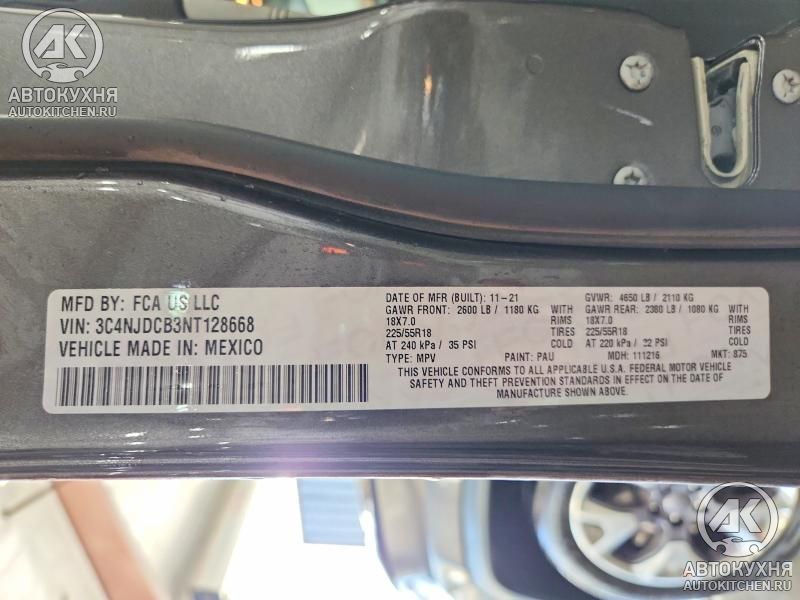 АК
АВТОКУХНЯ
AUTOKITCHEN.RU
MFD BY: FCA US LLC
VIN: 3C4NJDCB3NT128668
VEHICLE MADE IN: MEXICO
DATE OF MFR (BUILT): 11-21 GVWR: 4650 LB / 2110 KG
GAWR FRONT: 2600 LB / 1180 KG GAWR REAR: 2380 LB / 1080 KG
18X7.0 RIMS 18X7.0 RIMS
225/55R18 TIRES 225/55R18 TIRES
AT 240 kPa / 35 PSI COLD AT 220 kPa / 32 PSI COLD
TYPE: MPV PAINT: PAU MDH: 111216 MKT: 875
THIS VEHICLE CONFORMS TO ALL APPLICABLE U.S.A. FEDERAL MOTOR VEHICLE
SAFETY AND THEFT PREVENTION STANDARDS IN EFFECT ON THE DATE OF
MANUFACTURE SHOWN ABOVE.
АК
АВТОКУХНЯ
AUTOKITCHEN.RU